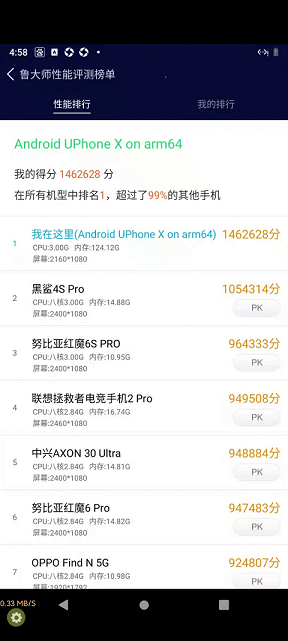 4:58
鲁大师性能评测榜单
性能排行
我的排行
Android UPhone X on arm64
我的得分 1462628 分
在所有机型中排名1，超过了99%的其他手机
1
我在这里(Android UPhone X on arm64)
1462628分
CPU:3.00G 内存:124.12G
屏幕:2160*1080
2
黑鲨4S Pro
1054314分
CPU:八核3.00G 内存:14.88G
PK
屏幕:2400*1080
3
努比亚红魔6S PRO
964333分
CPU:八核3.00G 内存:10.95G
PK
屏幕:2400*1080
4
联想拯救者电竞手机2 Pro
949508分
CPU:八核2.84G 内存:16.74G
PK
屏幕:2460*1080
5
中兴AXON 30 Ultra
948884分
CPU:八核2.84G 内存:14.81G
PK
屏幕:2400*1080
6
努比亚红魔6 Pro
947483分
CPU:八核2.84G 内存:14.82G
PK
屏幕:2400*1080
7
OPPO Find N 5G
924807分
CPU:八核2.84G 内存:10.98G
PK
屏幕:1920*1792
0.33 MB/S